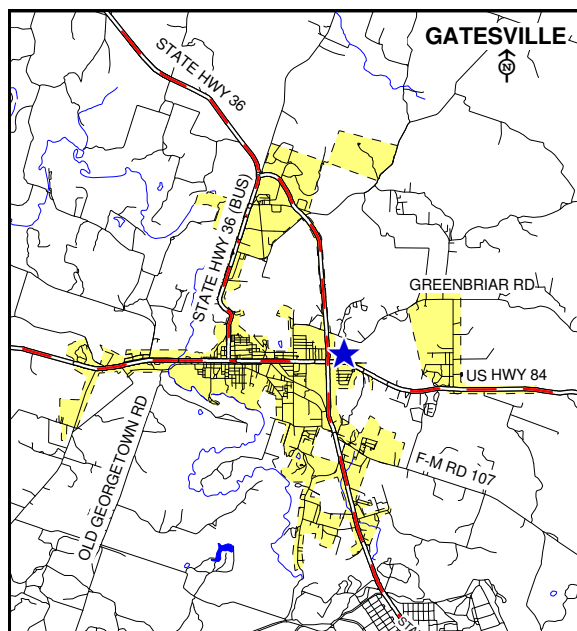 GATESVILLE
N
STATE HWY 36
STATE HWY 36 (BUS)
GREENBRIAR RD
US HWY 84
F-M RD 107
OLD GEORGETOWN RD